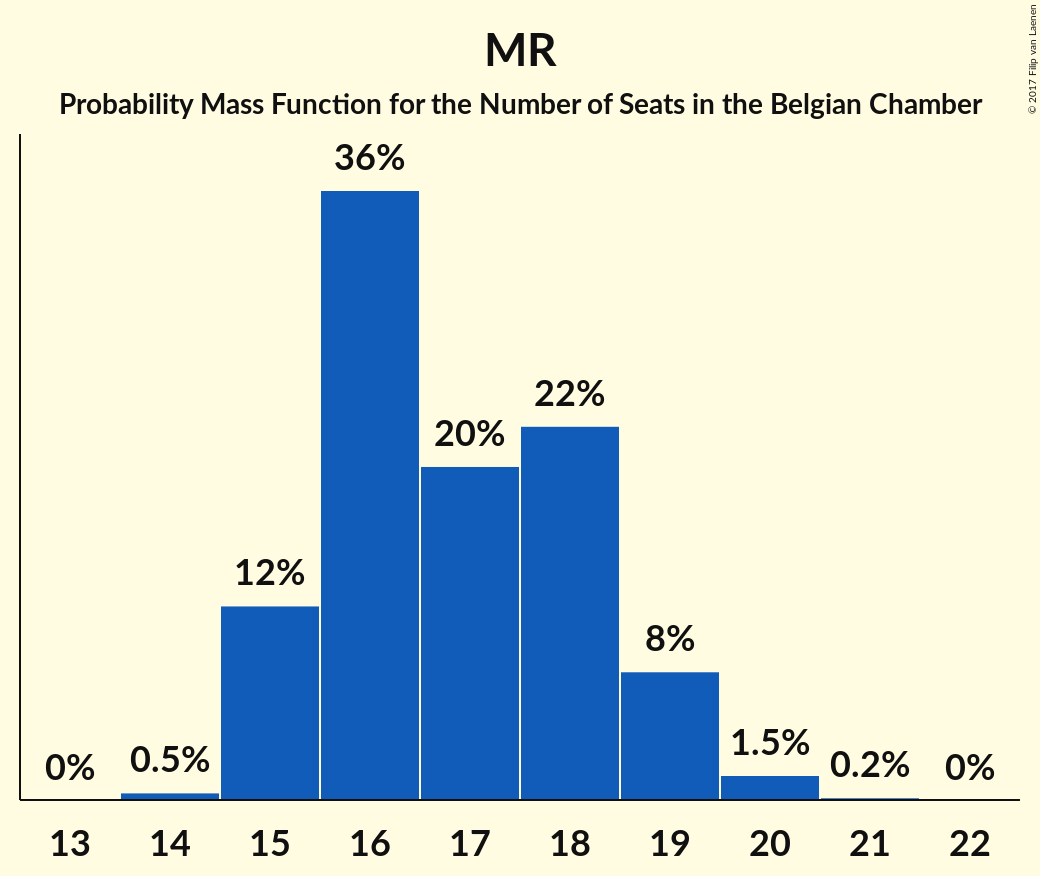 MR
Probability Mass Function for the Number of Seats in the Belgian Chamber
© 2017 Filip van Laenen
36%
22%
20%
12%
8%
1.5%
0.5%
0.2%
0%
0%
13 14 15 16 17 18 19 20 21 22